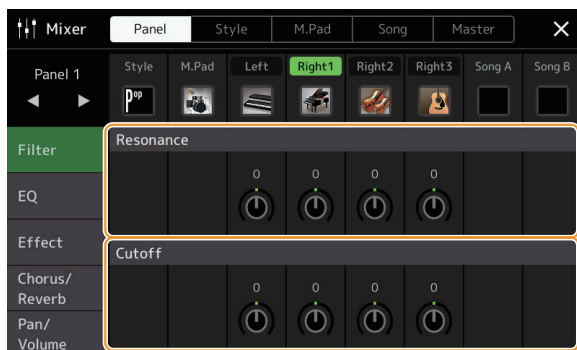 Mixer
Panel
Style
M.Pad
Song
Master
Panel 1
Style
M.Pad
Left
Right1
Right2
Right3
Song A
Song B
Pop
Filter
Resonance
0 0 0 0
EQ
Effect
Cutoff
Chorus/
Reverb
0 0 0 0
Pan/
Volume